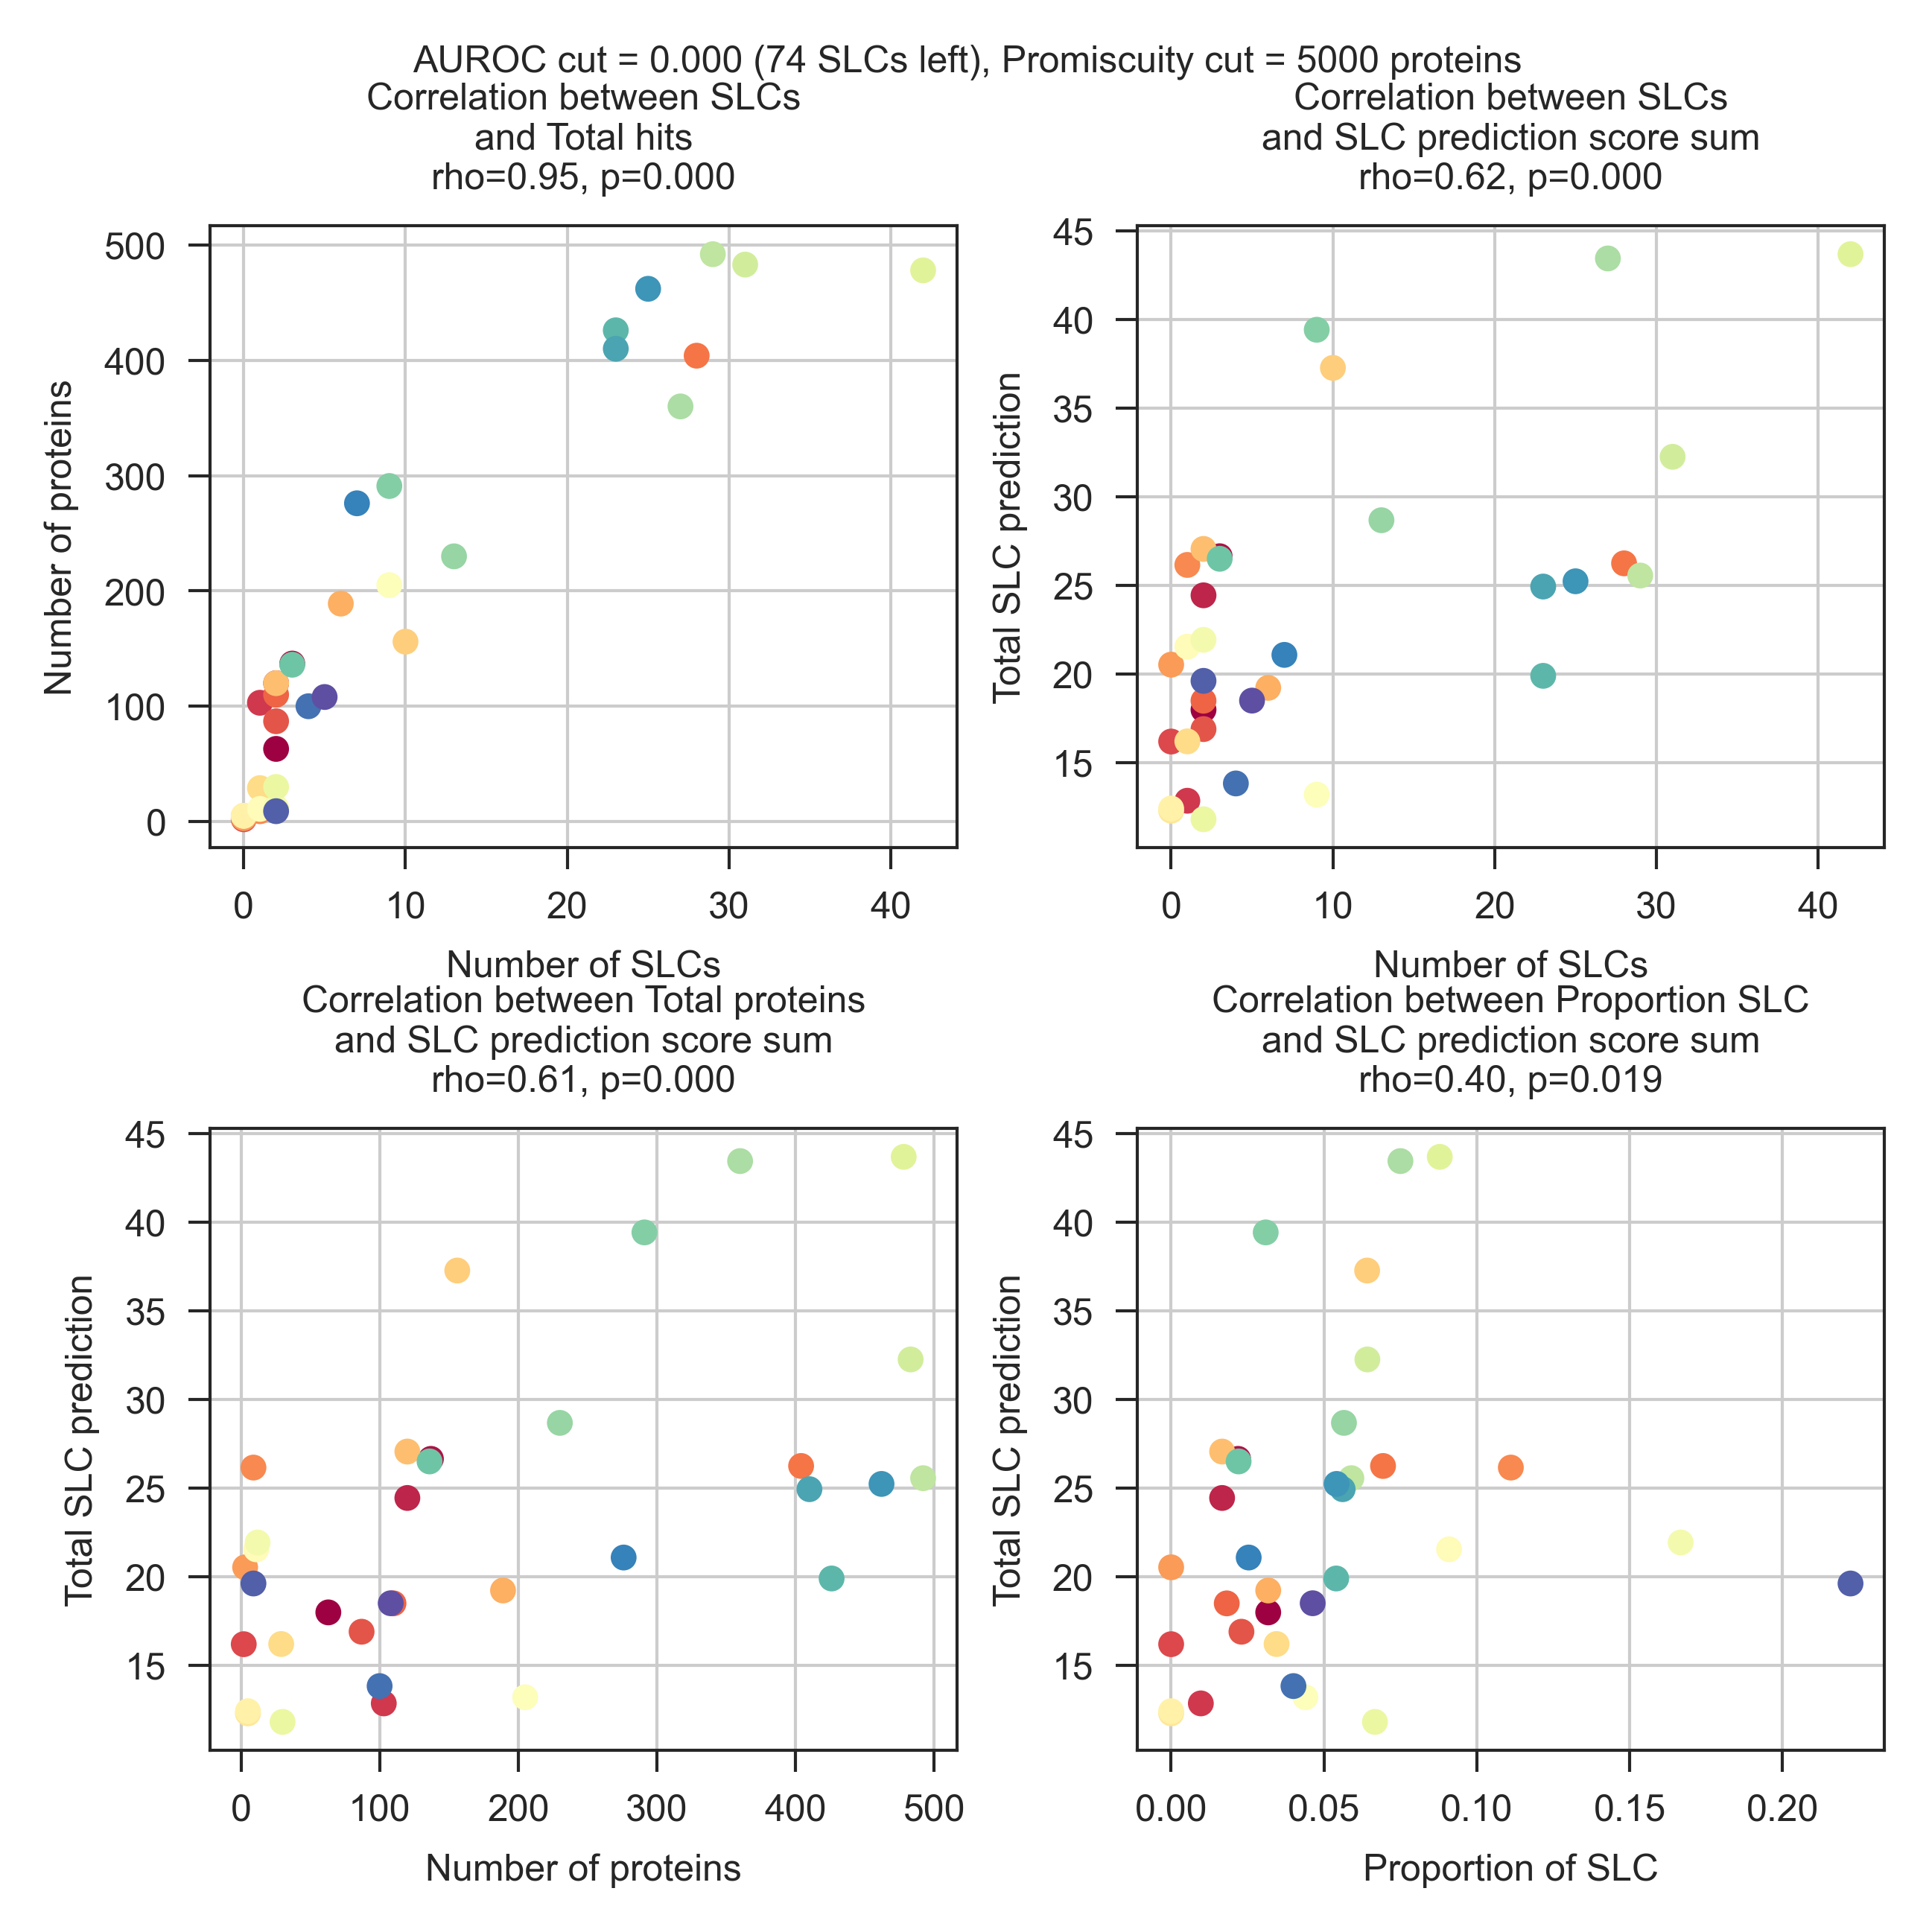 AUROC cut = 0.000 (74 SLCs left), Promiscuity cut = 5000 proteins
Correlation between SLCs
and Total hits
rho=0.95, p=0.000
500
400
300
200
100
0
Number of proteins
0 10 20 30 40
Number of SLCs
Correlation between SLCs
and SLC prediction score sum
rho=0.62, p=0.000
45
40
35
30
25
20
15
Total SLC prediction
0 10 20 30 40
Number of SLCs
Correlation between Total proteins
and SLC prediction score sum
rho=0.61, p=0.000
45
40
35
30
25
20
15
Total SLC prediction
0 100 200 300 400 500
Number of proteins
Correlation between Proportion SLC
and SLC prediction score sum
rho=0.40, p=0.019
45
40
35
30
25
20
15
Total SLC prediction
0.00 0.05 0.10 0.15 0.20
Proportion of SLC